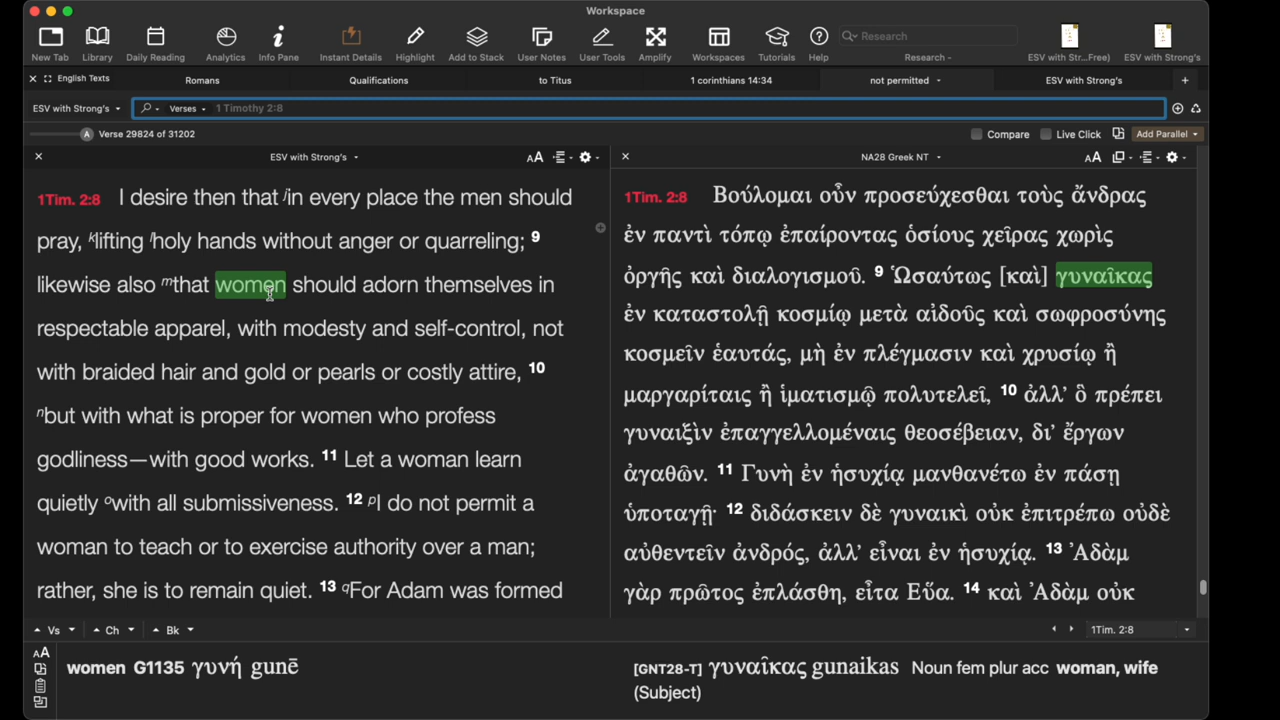 Workspace
New Tab Library Daily Reading Analytics Info Pane Instant Details Highlight Add to Stack User Notes User Tools Amplify Workspaces Tutorials Help Research Research ESV with Str...Free) ESV with Strong's
English Texts Romans Qualifications to Titus 1 corinthians 14:34 not permitted ESV with Strong's
ESV with Strong's Verses 1 Timothy 2:8
A Verse 29824 of 31202 Compare Live Click Add Parallel
ESV with Strong's AA
1Tim. 2:8 I desire then that lin every place the men should
pray, klifting lholy hands without anger or quarreling; 9
likewise also mthat women should adorn themselves in
respectable apparel, with modesty and self-control, not
with braided hair and gold or pearls or costly attire, 10
nbut with what is proper for women who profess
godliness—with good works. 11 Let a woman learn
quietly owith all submissiveness. 12 pI do not permit a
woman to teach or to exercise authority over a man;
rather, she is to remain quiet. 13 qFor Adam was formed
NA28 Greek NT AA
1Tim. 2:8 Βούλομαι οὖν προσεύχεσθαι τοὺς ἄνδρας
ἐν παντὶ τόπῳ ἐπαίροντας ὁσίους χεῖρας χωρὶς
ὀργῆς καὶ διαλογισμοῦ. 9 Ὡσαύτως [καὶ] γυναῖκας
ἐν καταστολῇ κοσμίῳ μετὰ αἰδοῦς καὶ σωφροσύνης
κοσμεῖν ἑαυτάς, μὴ ἐν πλέγμασιν καὶ χρυσίῳ ἢ
μαργαρίταις ἢ ἱματισμῷ πολυτελεῖ, 10 ἀλλ’ ὃ πρέπει
γυναιξὶν ἐπαγγελλομέναις θεοσέβειαν, δι’ ἔργων
ἀγαθῶν. 11 Γυνὴ ἐν ἡσυχίᾳ μανθανέτω ἐν πάσῃ
ὑποταγῇ· 12 διδάσκειν δὲ γυναικὶ οὐκ ἐπιτρέπω οὐδὲ
αὐθεντεῖν ἀνδρός, ἀλλ’ εἶναι ἐν ἡσυχίᾳ. 13 Ἀδὰμ
γὰρ πρῶτος ἐπλάσθη, εἶτα Εὕα. 14 καὶ Ἀδὰμ οὐκ
Vs Ch Bk 1Tim. 2:8
AA
women G1135 γυνή gunē
[GNT28-T] γυναῖκας gunaikas Noun fem plur acc woman, wife
(Subject)